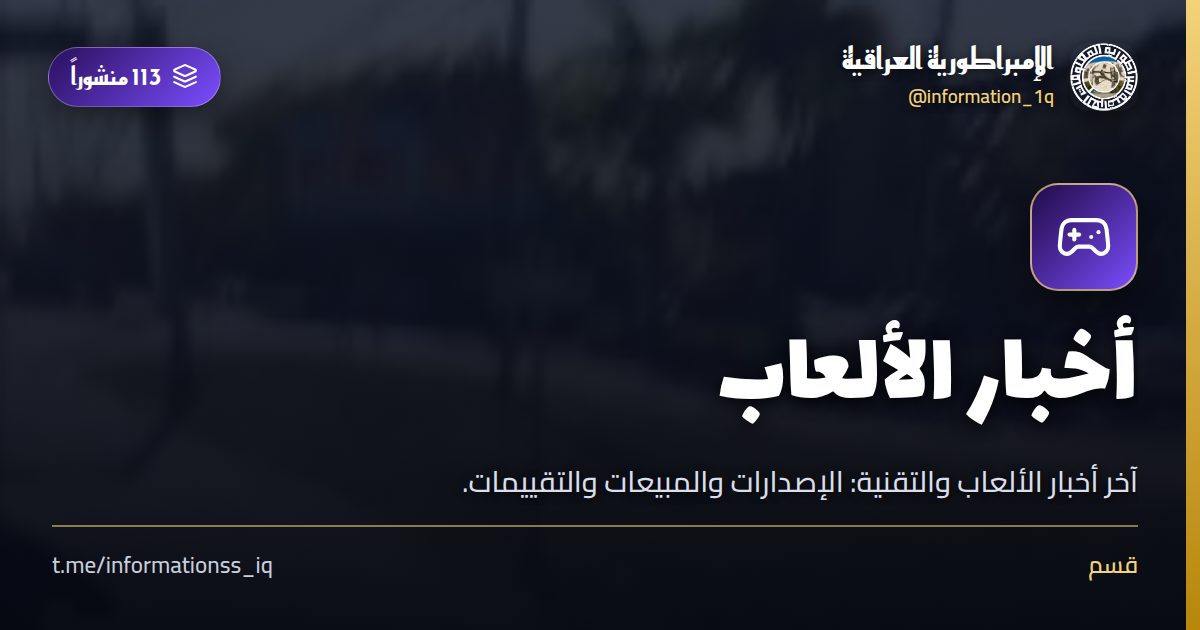 الإمبراطورية العراقية
@information_1q
113 منشوراً
أخبار الألعاب
آخر أخبار الألعاب والتقنية: الإصدارات والمبيعات والتقييمات.
قسم
t.me/informationss_iq